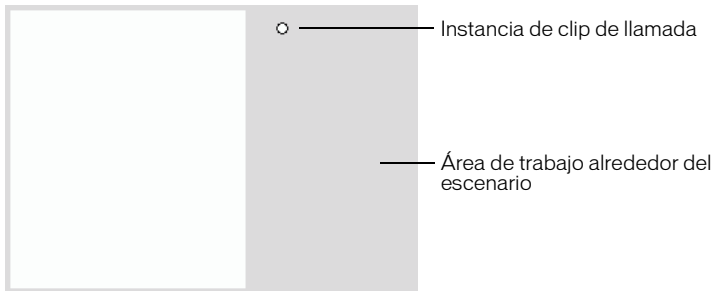 Instancia de clip de llamada
Área de trabajo alrededor del
escenario